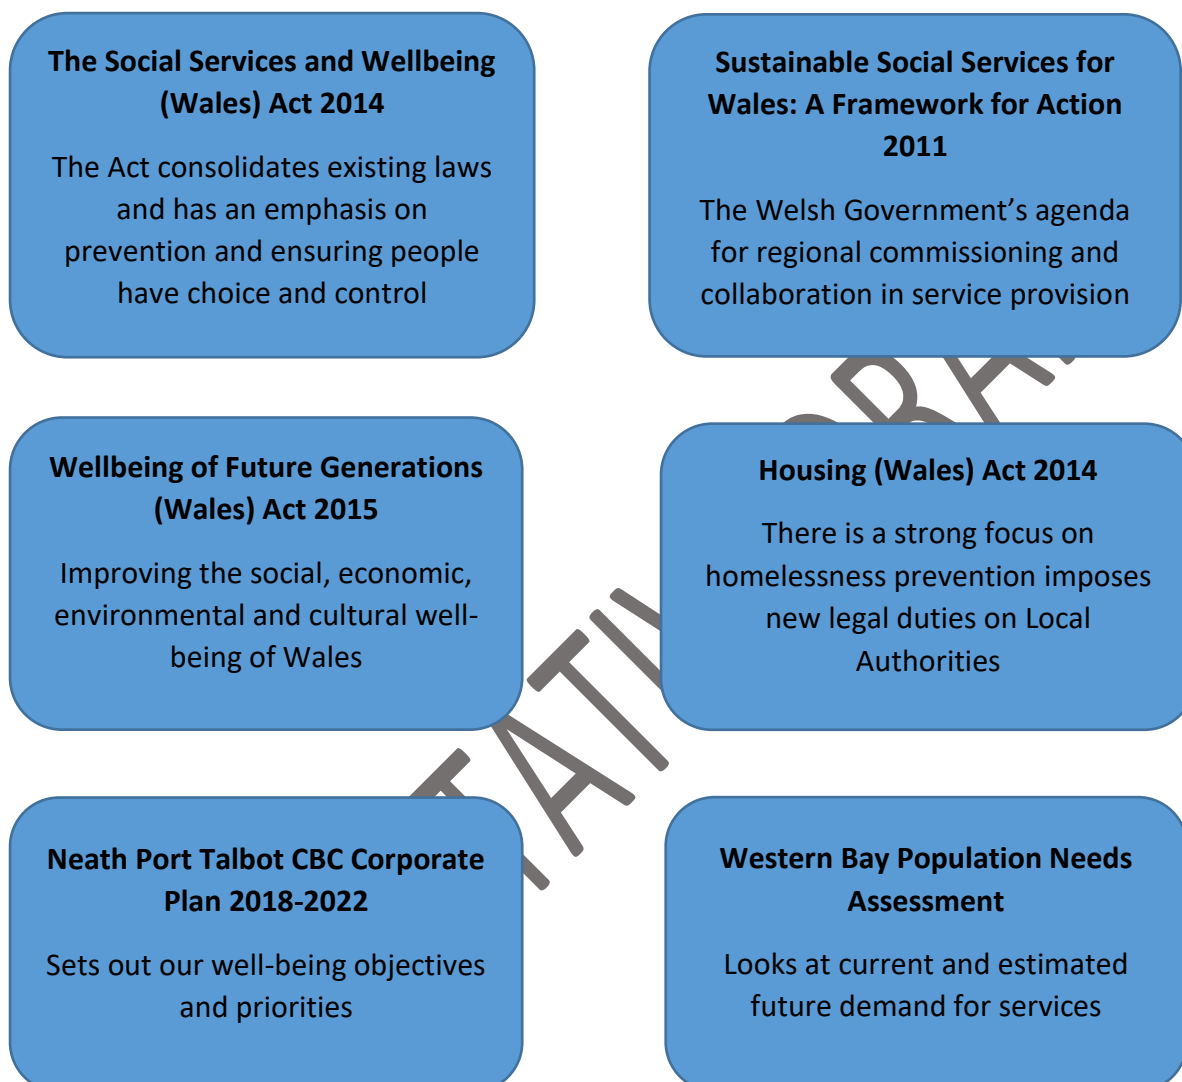 The Social Services and Wellbeing
(Wales) Act 2014
The Act consolidates existing laws
and has an emphasis on
prevention and ensuring people
have choice and control
Sustainable Social Services for
Wales: A Framework for Action
2011
The Welsh Government’s agenda
for regional commissioning and
collaboration in service provision
Wellbeing of Future Generations
(Wales) Act 2015
Improving the social, economic,
environmental and cultural well-
being of Wales
Housing (Wales) Act 2014
There is a strong focus on
homelessness prevention imposes
new legal duties on Local
Authorities
Neath Port Talbot CBC Corporate
Plan 2018-2022
Sets out our well-being objectives
and priorities
Western Bay Population Needs
Assessment
Looks at current and estimated
future demand for services